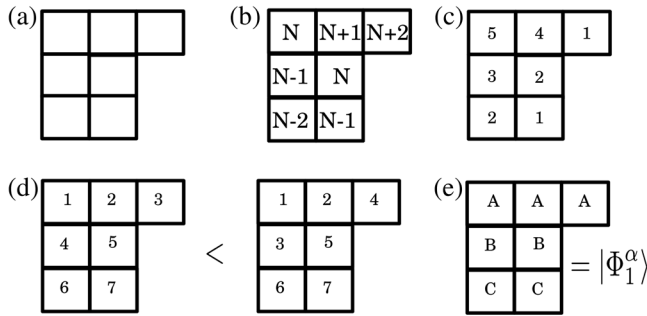 (a)
(b)
N N+1 N+2
N-1 N
N-2 N-1
(c)
5 4 1
3 2
2 1
(d)
1 2 3
4 5
6 7
<
1 2 4
3 5
6 7
(e)
A A A
B B
C C
= |Φ₁^α⟩